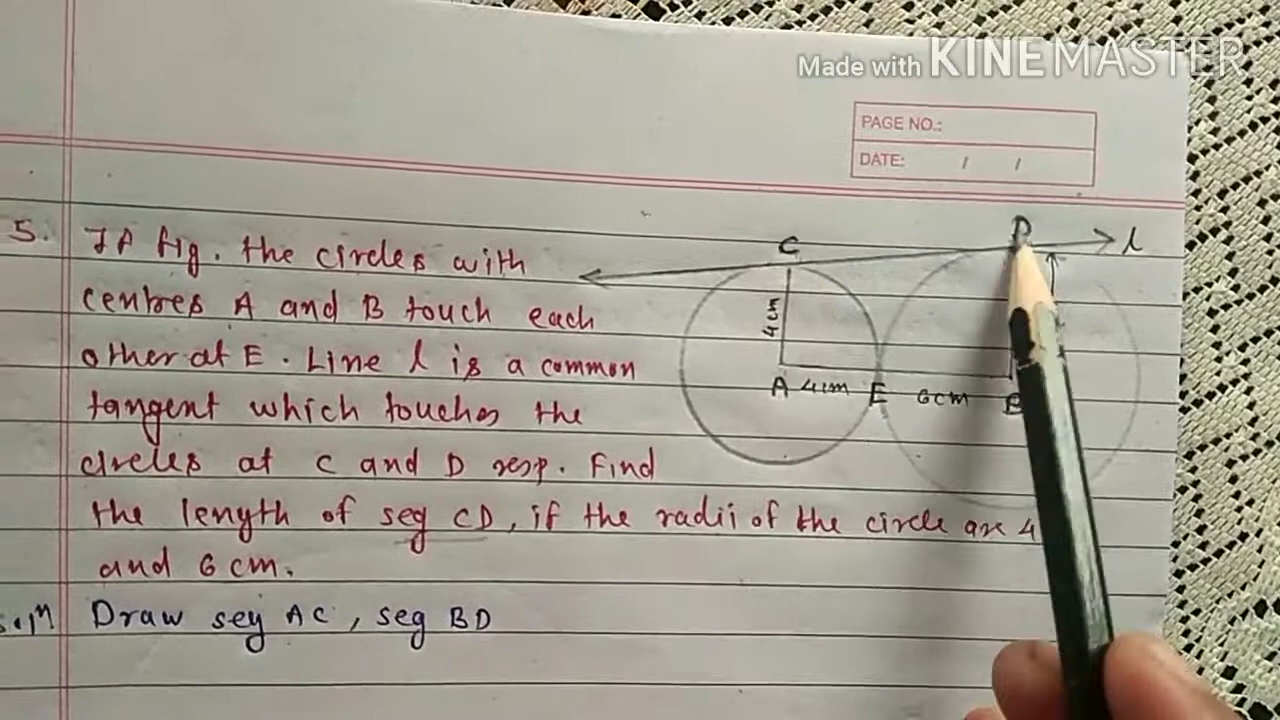 Made with KINEMASTER
PAGE NO.:
DATE: / /
5. If fig. the circles with
centres A and B touch each
other at E. Line l is a common
tangent which touches the
circles at C and D resp. Find
the length of seg CD, if the radii of the circle are 4
and 6 cm.
Draw seg AC, seg BD
C D l
4cm
A 4cm E 6cm B